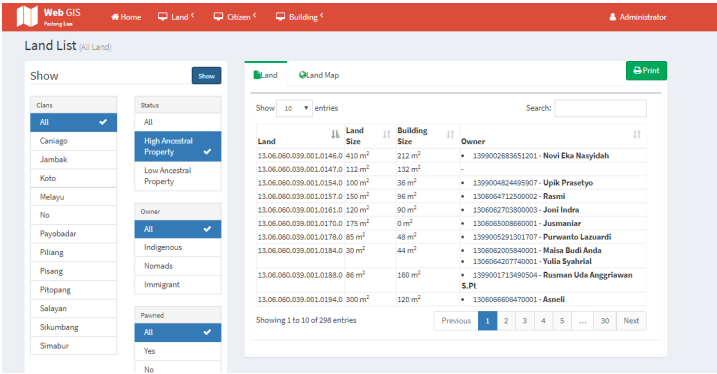 Web GIS
Padang Lua
Home
Land
Citizen
Building
Administrator
Land List (All Land)
Show
Show
Clans
All
Caniago
Jambak
Koto
Melayu
No
Payobadar
Piliang
Pisang
Pitopang
Salayan
Sikumbang
Simabur
Status
All
High Ancestral
Property
Low Ancestral
Property
Owner
All
Indigenous
Nomads
Immigrant
Pawned
All
Yes
No
Land
Land Map
Print
Show 10 entries
Search:
Land Land Size Building Size Owner
13.06.060.039.001.0146.0 410 m² 212 m² • 1399002683651201 - Novi Eka Nasyidah
13.06.060.039.001.0147.0 112 m² 132 m² -
13.06.060.039.001.0154.0 100 m² 36 m² • 1399004824495907 - Upik Prasetyo
13.06.060.039.001.0157.0 150 m² 96 m² • 1306064712500002 - Rasmi
13.06.060.039.001.0161.0 120 m² 90 m² • 1306062703800003 - Joni Indra
13.06.060.039.001.0170.0 175 m² 0 m² • 1306065008660001 - Jusmaniar
13.06.060.039.001.0178.0 85 m² 48 m² • 1399005291301707 - Purwanto Lazuardi
13.06.060.039.001.0184.0 30 m² 44 m² • 1306062005840001 - Maisa Budi Anda
• 1306064207740001 - Yulia Syahrial
13.06.060.039.001.0188.0 86 m² 160 m² • 1399001713490504 - Rusman Uda Anggriawan
S.Pt
13.06.060.039.001.0194.0 300 m² 120 m² • 1306066606470001 - Asneli
Showing 1 to 10 of 298 entries
Previous 1 2 3 4 5 ... 30 Next